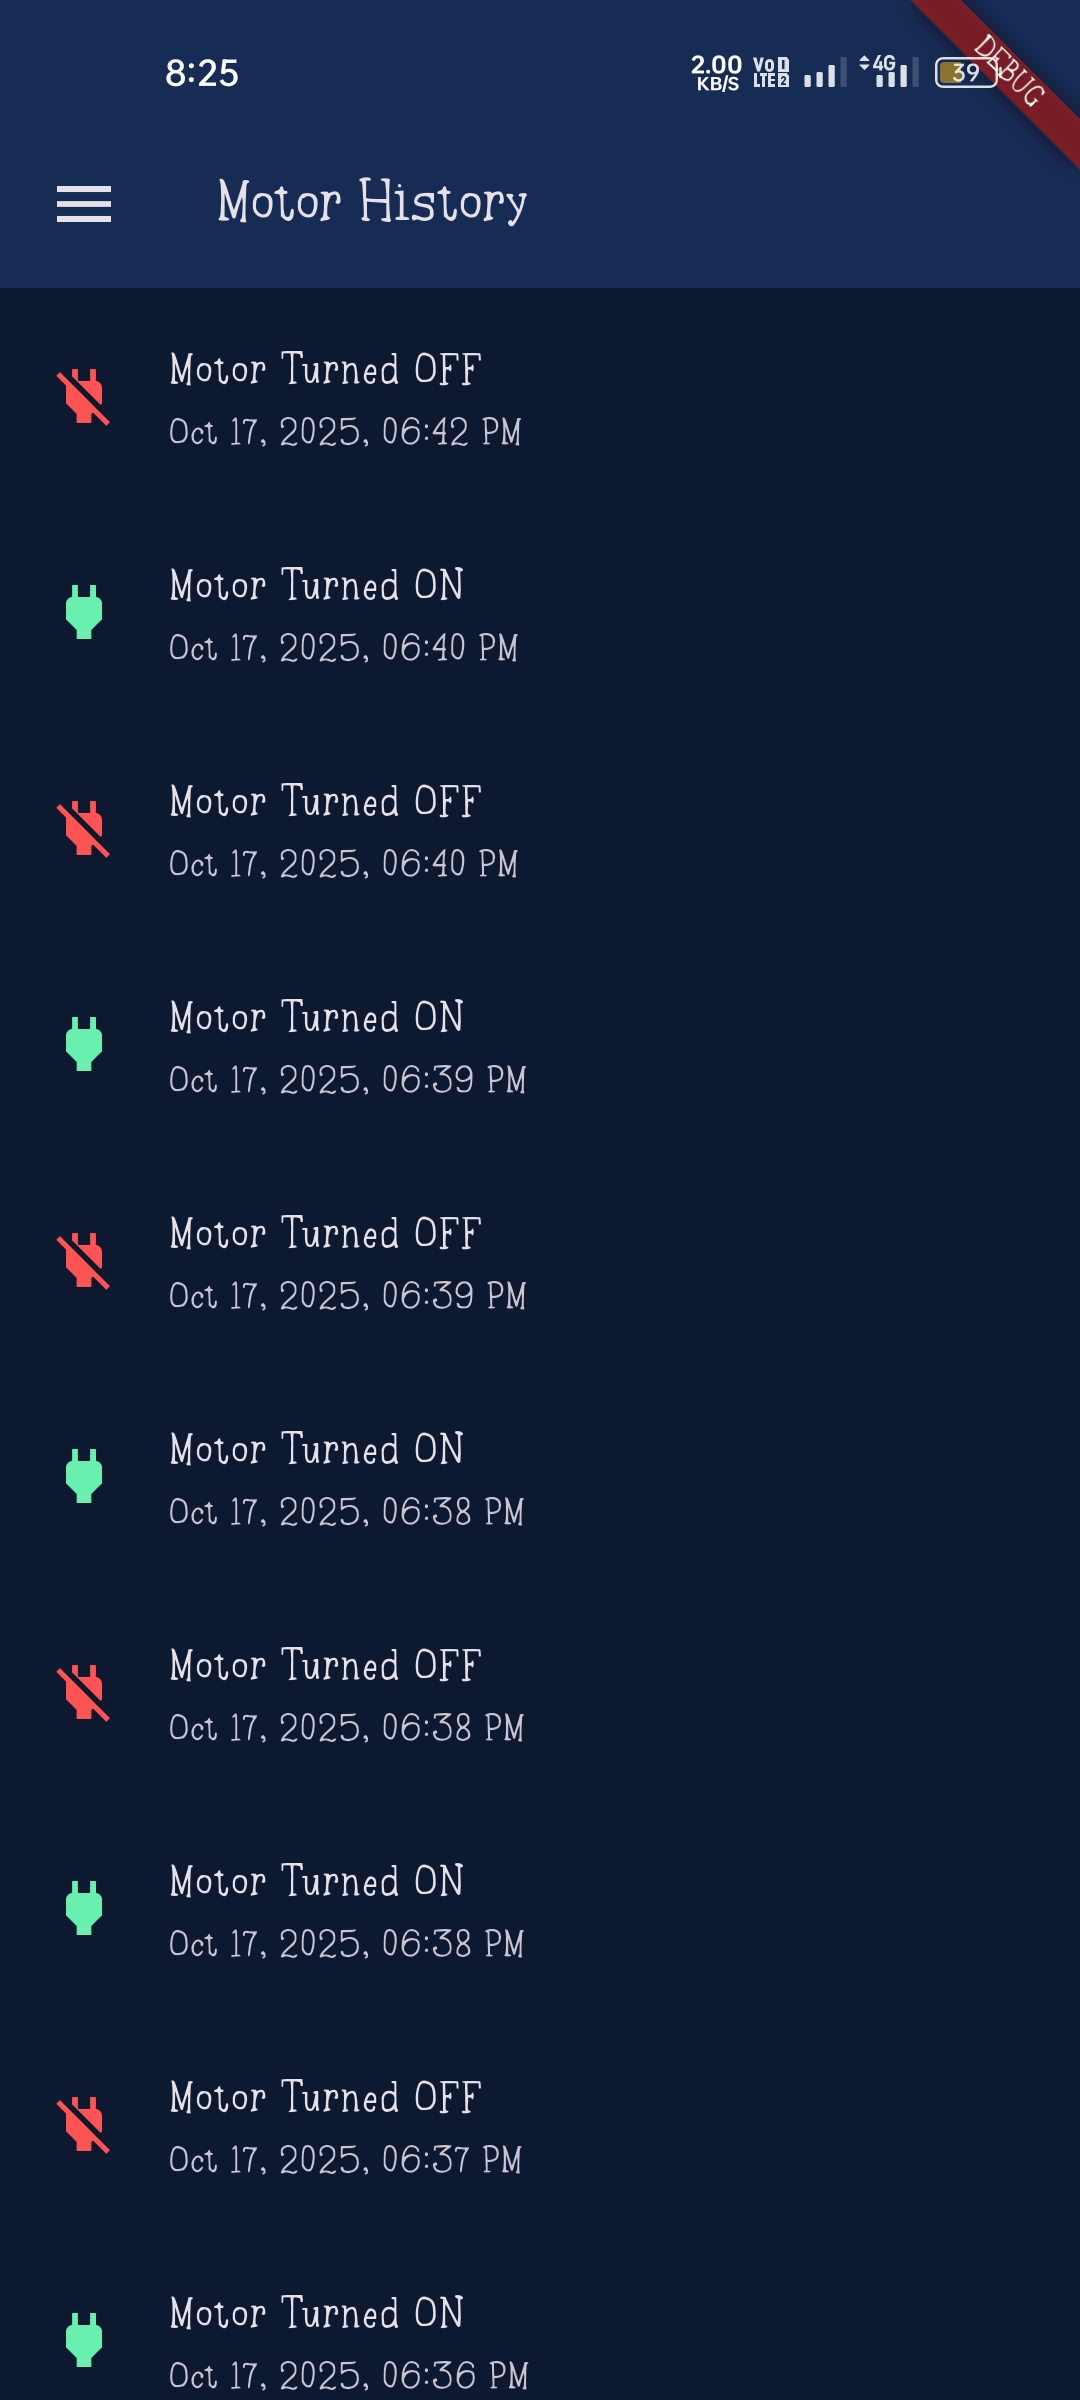 8:25
2.00 KB/S
Vo 1
LTE 2
4G
39
DEBUG
Motor History
Motor Turned OFF
Oct 17, 2025, 06:42 PM
Motor Turned ON
Oct 17, 2025, 06:40 PM
Motor Turned OFF
Oct 17, 2025, 06:40 PM
Motor Turned ON
Oct 17, 2025, 06:39 PM
Motor Turned OFF
Oct 17, 2025, 06:39 PM
Motor Turned ON
Oct 17, 2025, 06:38 PM
Motor Turned OFF
Oct 17, 2025, 06:38 PM
Motor Turned ON
Oct 17, 2025, 06:38 PM
Motor Turned OFF
Oct 17, 2025, 06:37 PM
Motor Turned ON
Oct 17, 2025, 06:36 PM